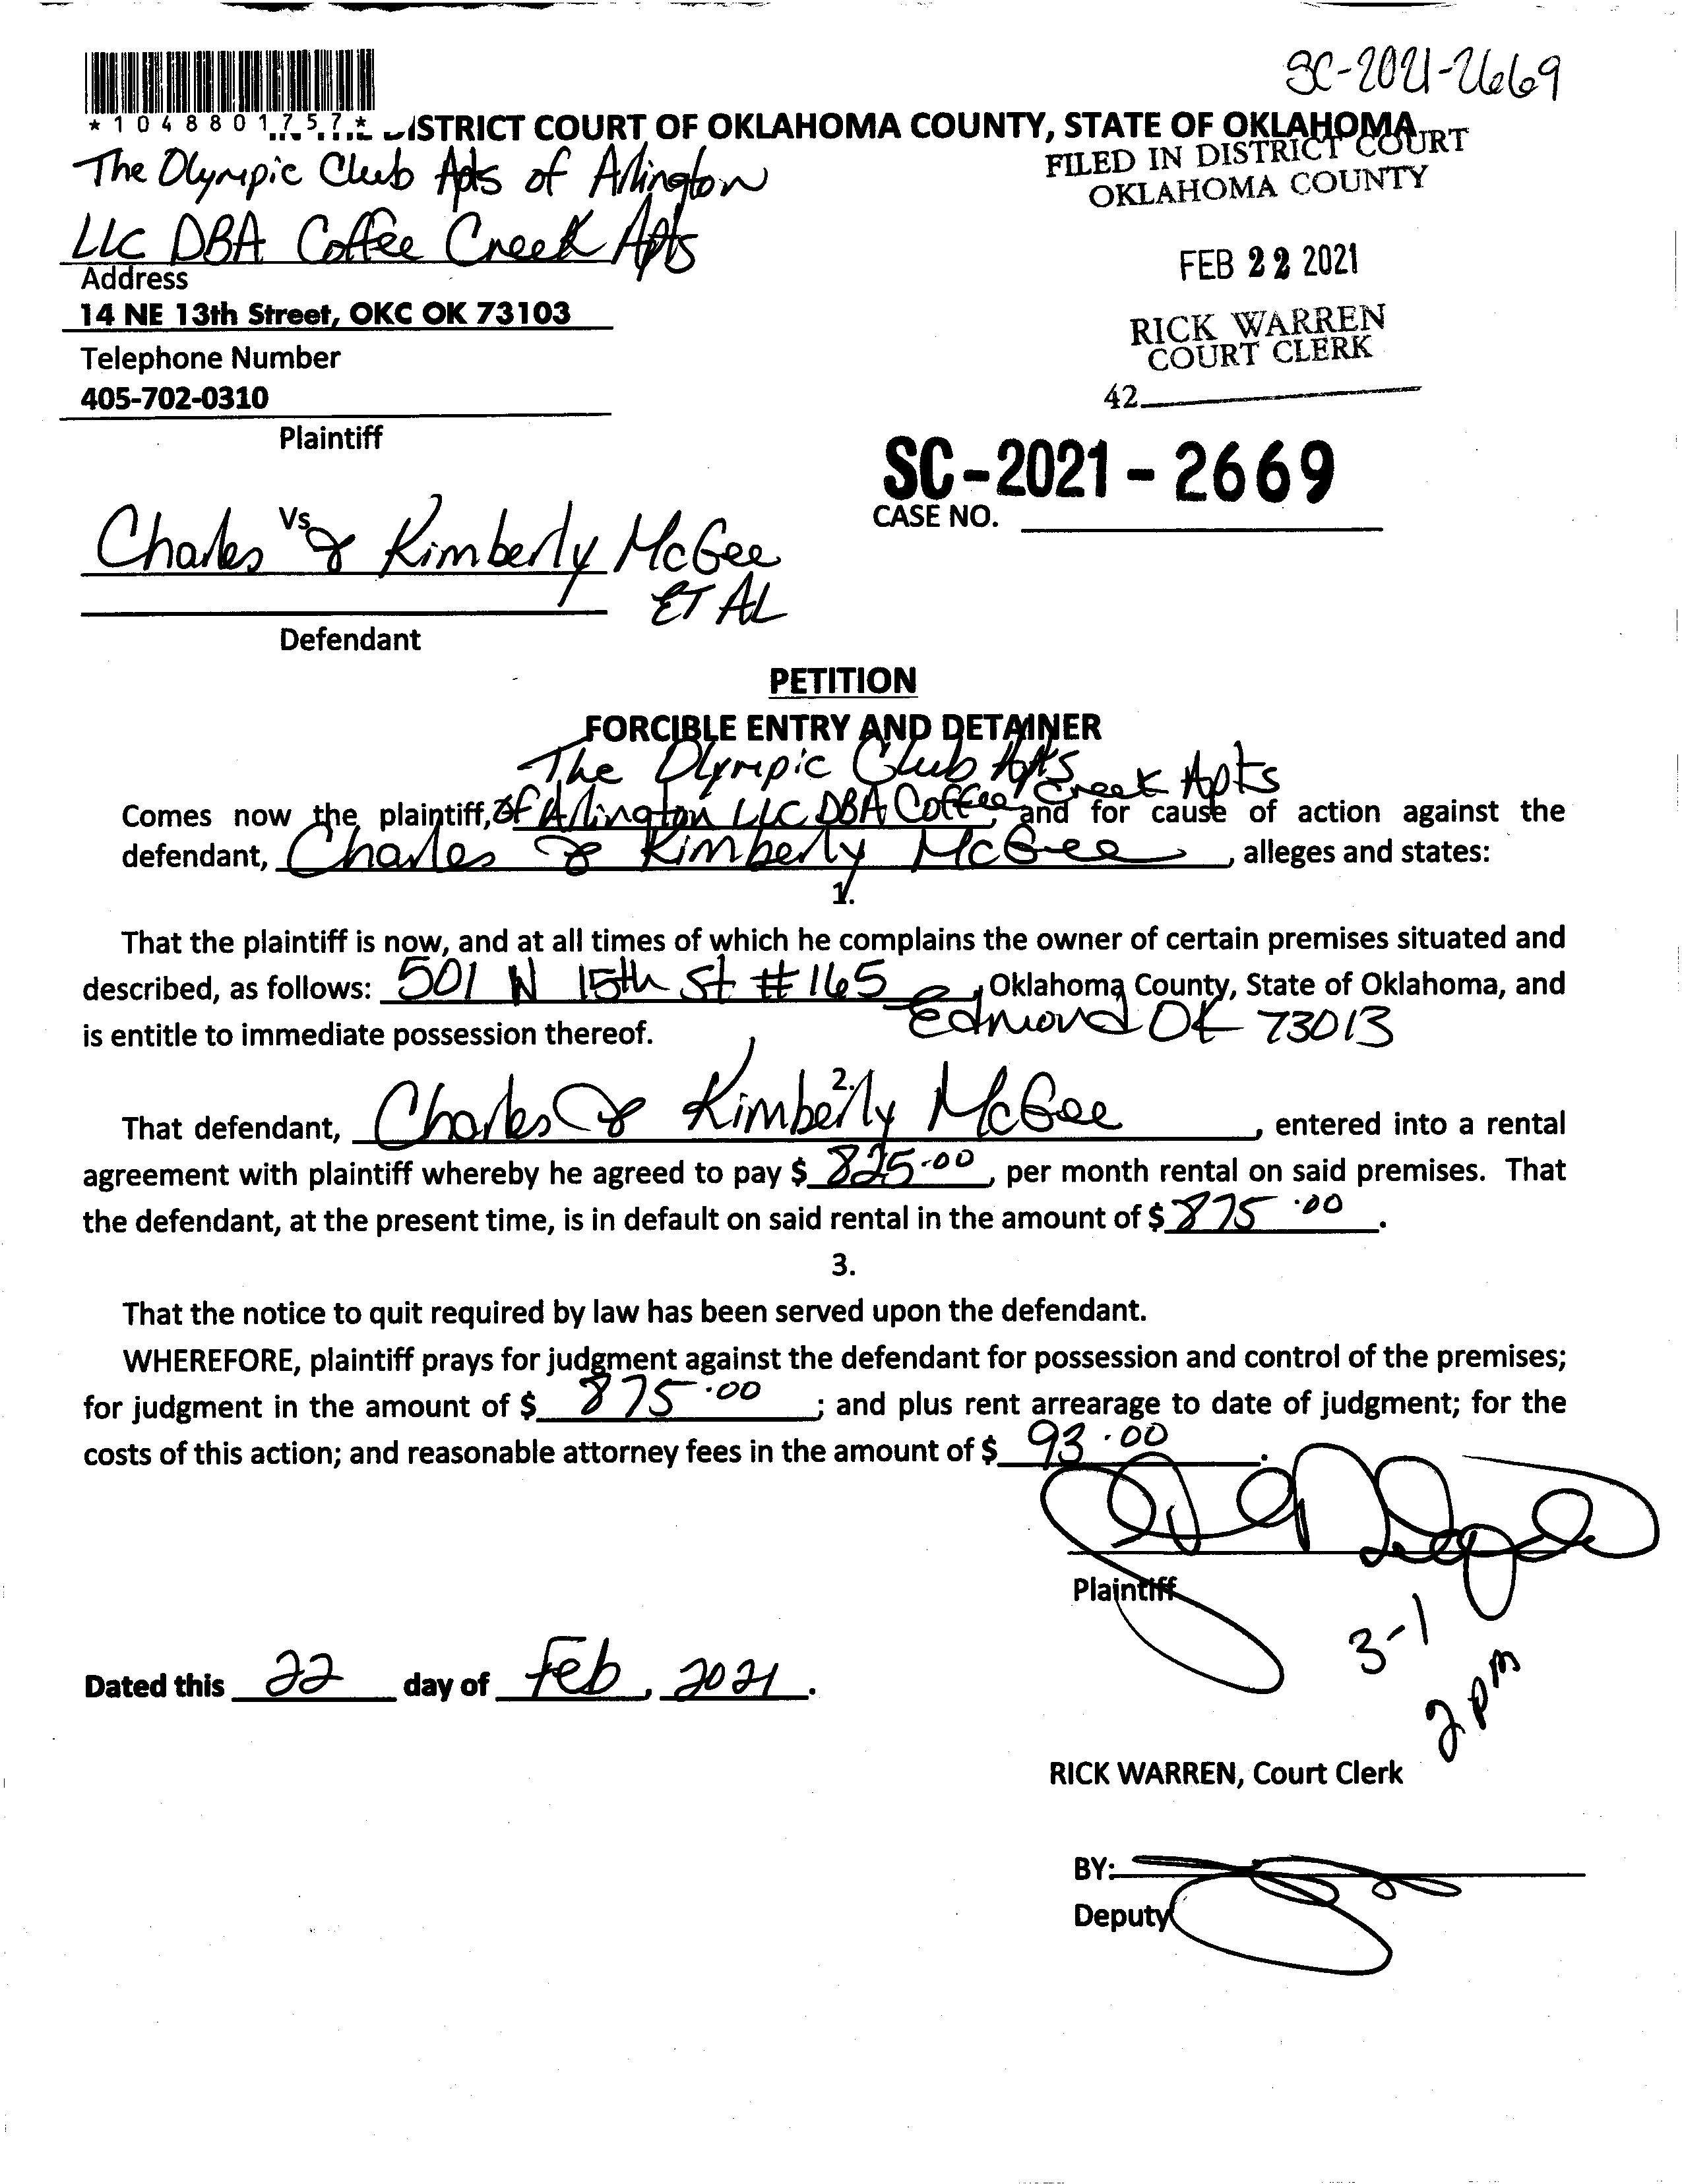 SC-2021-2669
*1048801757*
DISTRICT COURT OF OKLAHOMA COUNTY, STATE OF OKLAHOMA
The Olympic Club Apts of Arlington
LLC DBA Coffee Creek Apts
FILED IN DISTRICT COURT
OKLAHOMA COUNTY
FEB 22 2021
RICK WARREN
COURT CLERK
42
Address
14 NE 13th Street, OKC OK 73103
Telephone Number
405-702-0310
Plaintiff
SC-2021-2669
CASE NO.
Vs
Charles & Kimberly McGee
ET AL
Defendant
PETITION
FORCIBLE ENTRY AND DETAINER
The Olympic Club Apts
Comes now the plaintiff, of Arlington LLC DBA Coffee Creek Apts and for cause of action against the
defendant, Charles & Kimberly McGee, alleges and states:
1.
That the plaintiff is now, and at all times of which he complains the owner of certain premises situated and
described, as follows: 501 N 15th St #165, Oklahoma County, State of Oklahoma, and
is entitle to immediate possession thereof. Edmond OK 73013
2.
That defendant, Charles & Kimberly McGee, entered into a rental
agreement with plaintiff whereby he agreed to pay $ 825.00, per month rental on said premises. That
the defendant, at the present time, is in default on said rental in the amount of $ 875.00.
3.
That the notice to quit required by law has been served upon the defendant.
WHEREFORE, plaintiff prays for judgment against the defendant for possession and control of the premises;
for judgment in the amount of $ 875.00; and plus rent arrearage to date of judgment; for the
costs of this action; and reasonable attorney fees in the amount of $ 93.00.
Plaintiff
3-1
2pm
Dated this 22 day of Feb, 2021.
RICK WARREN, Court Clerk
BY:
Deputy